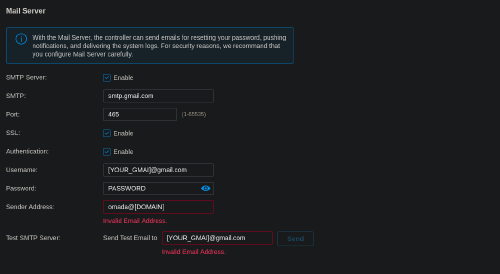 Mail Server
With the Mail Server, the controller can send emails for resetting your password, pushing
notifications, and delivering the system logs. For security reasons, we recommend that
you configure Mail Server carefully.
SMTP Server: Enable
SMTP: smtp.gmail.com
Port: 465 (1-65535)
SSL: Enable
Authentication: Enable
Username: [YOUR_GMAI]@gmail.com
Password: PASSWORD
Sender Address: omada@[DOMAIN]
Invalid Email Address.
Test SMTP Server: Send Test Email to [YOUR_GMAI]@gmail.com Send
Invalid Email Address.